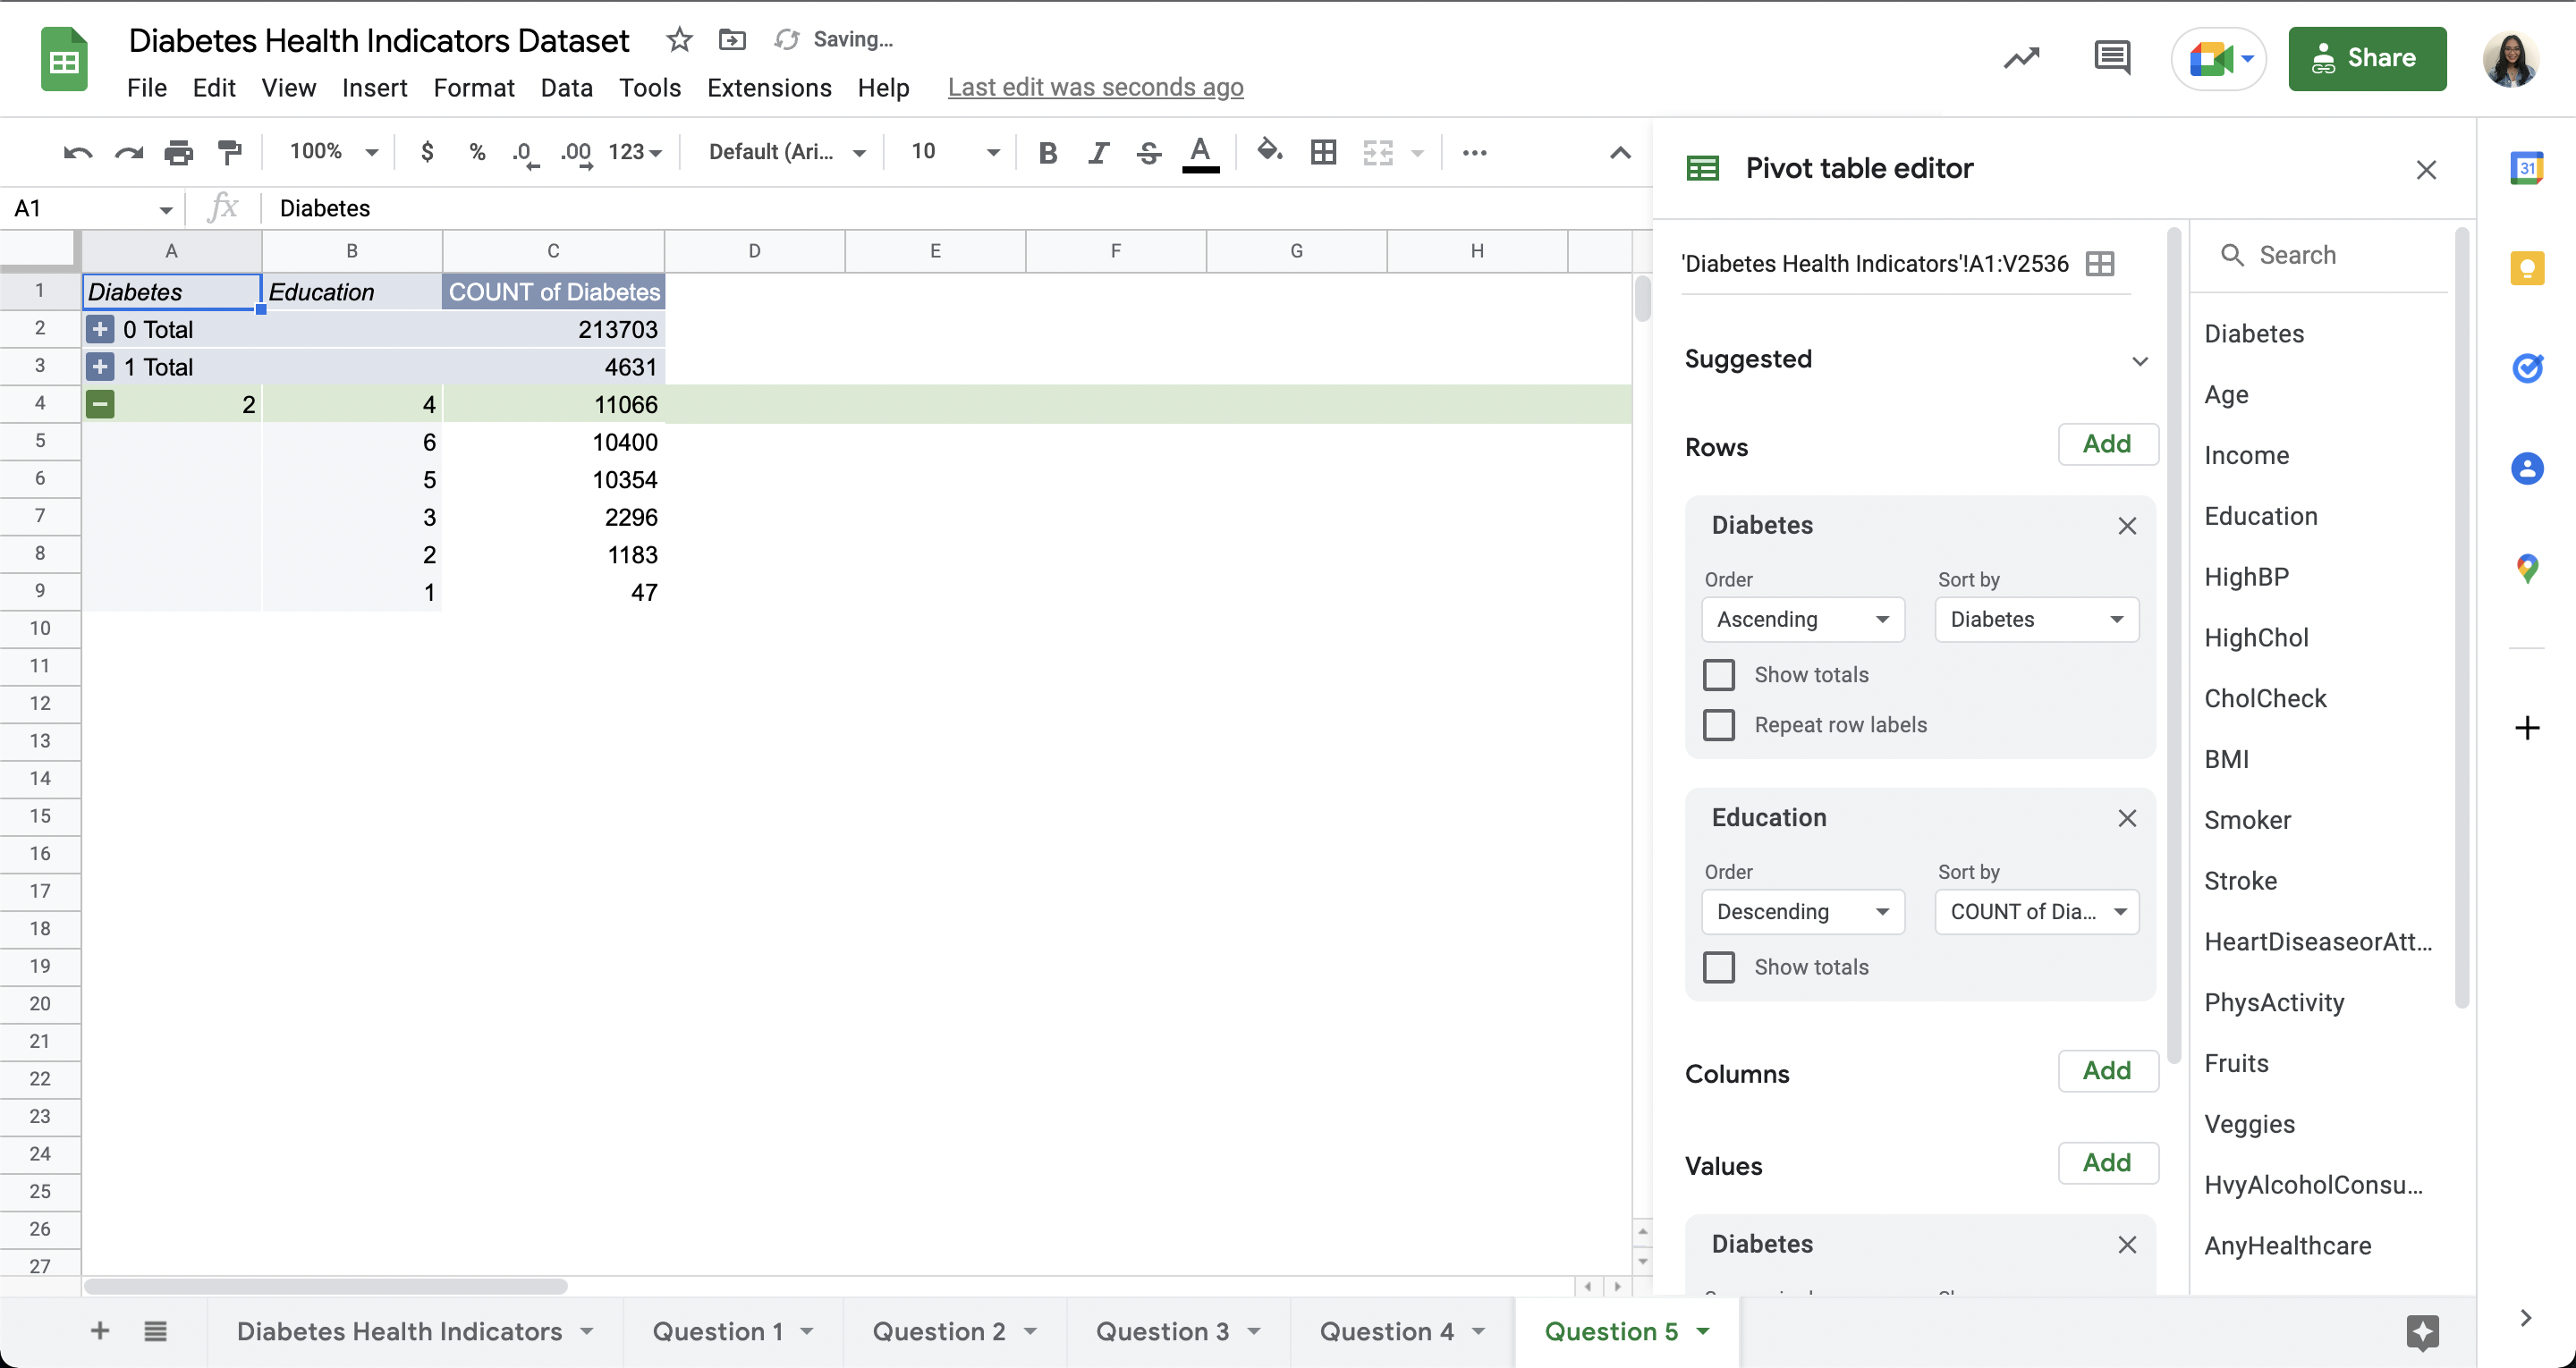 Diabetes Health Indicators Dataset Saving...
File Edit View Insert Format Data Tools Extensions Help Last edit was seconds ago
Share
100% $ % .0 .00 123 Default (Ari... 10 B I S A
A1 fx Diabetes
A B C D E F G H
1 Diabetes Education COUNT of Diabetes
2 0 Total 213703
3 1 Total 4631
4 2 4 11066
5 6 10400
6 5 10354
7 3 2296
8 2 1183
9 1 47
10
11
12
13
14
15
16
17
18
19
20
21
22
23
24
25
26
27
Pivot table editor
'Diabetes Health Indicators'!A1:V2536
Suggested
Rows Add
Diabetes
Order Sort by
Ascending Diabetes
Show totals
Repeat row labels
Education
Order Sort by
Descending COUNT of Dia...
Show totals
Columns Add
Values Add
Diabetes
Search
Diabetes
Age
Income
Education
HighBP
HighChol
CholCheck
BMI
Smoker
Stroke
HeartDiseaseorAtt...
PhysActivity
Fruits
Veggies
HvyAlcoholConsu...
AnyHealthcare
31
Diabetes Health Indicators Question 1 Question 2 Question 3 Question 4 Question 5